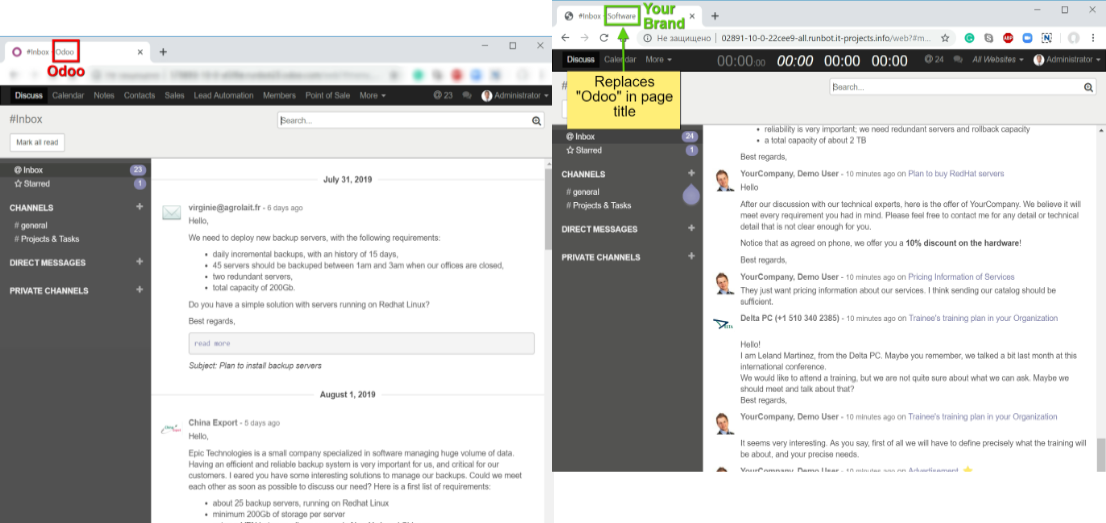 #Inbox - Odoo
Odoo
Discuss Calendar Notes Contacts Sales Lead Automation Members Point of Sale More 23 Administrator
#Inbox
Search...
Mark all read
Inbox 23
Starred 1
CHANNELS +
# general
# Projects & Tasks
DIRECT MESSAGES +
PRIVATE CHANNELS +
July 31, 2019
virginie@agrolait.fr - 6 days ago
Hello,
We need to deploy new backup servers, with the following requirements:
• daily incremental backups, with an history of 15 days,
• 45 servers should be backuped between 1am and 3am when our offices are closed,
• two redundant servers,
• total capacity of 200Gb.
Do you have a simple solution with servers running on Redhat Linux?
Best regards,
read more
Subject: Plan to install backup servers
August 1, 2019
China Export - 5 days ago
Hello,
Epic Technologies is a small company specialized in software managing huge volume of data.
Having an efficient and reliable backup system is very important for us, and critical for our
customers. I eared you have some interesting solutions to manage our backups. Could we meet
each other as soon as possible to discuss our need? Here is a first list of requirements:
• about 25 backup servers, running on Redhat Linux
• minimum 200Gb of storage per server
#Inbox - Software
Your
Brand
Не защищено | 02891-10-0-22cee9-all.runbot.it-projects.info/web?#m...
Discuss Calendar More 00:00:00 00:00 00:00 00:00 24 All Websites Administrator
Replaces
"Odoo" in page
title
Search...
Inbox 24
Starred 1
CHANNELS +
# general
# Projects & Tasks
DIRECT MESSAGES +
PRIVATE CHANNELS +
• reliability is very important; we need redundant servers and rollback capacity
• a total capacity of about 2 TB
Best regards,
YourCompany, Demo User - 10 minutes ago on Plan to buy RedHat servers
Hello
After our discussion with our technical experts, here is the offer of YourCompany. We believe it will
meet every requirement you had in mind. Please feel free to contact me for any detail or technical
detail that is not clear enough for you.
Notice that as agreed on phone, we offer you a 10% discount on the hardware!
Best regards,
YourCompany, Demo User - 10 minutes ago on Pricing Information of Services
They just want pricing information about our services. I think sending our catalog should be
sufficient.
Delta PC (+1 510 340 2385) - 10 minutes ago on Trainee's training plan in your Organization
Hello!
I am Leland Martinez, from the Delta PC. Maybe you remember, we talked a bit last month at this
international conference.
We would like to attend a training, but we are not quite sure about what we can ask. Maybe we
should meet and talk about that?
Best regards,
YourCompany, Demo User - 10 minutes ago on Trainee's training plan in your Organization
It seems very interesting. As you say, first of all we will have to define precisely what the training will
be about, and your precise needs.
YourCompany, Demo User - 10 minutes ago on Advertisement